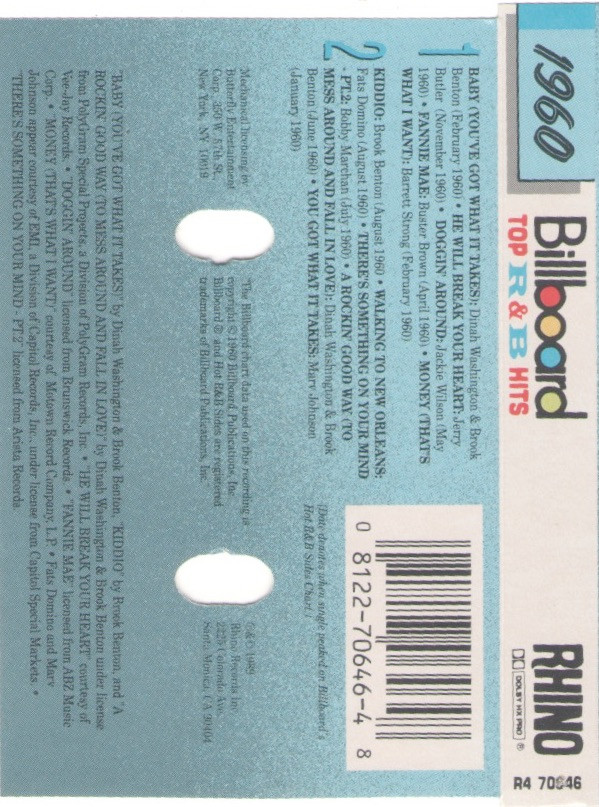 1960
Billboard
TOP R&B HITS
RHINO
DOLBY HX PRO ®
R4 70646
1
BABY (YOU'VE GOT WHAT IT TAKES): Dinah Washington & Brook
Benton (February 1960) • HE WILL BREAK YOUR HEART: Jerry
Butler (November 1960) • DOGGIN' AROUND: Jackie Wilson (May
1960) • FANNIE MAE: Buster Brown (April 1960) • MONEY (THAT'S
WHAT I WANT): Barrett Strong (February 1960)
2
KIDDIO: Brook Benton (August 1960 • WALKING TO NEW ORLEANS:
Fats Domino (August 1960) • THERE'S SOMETHING ON YOUR MIND
- PT.2: Bobby Marchan (July 1960) • A ROCKIN' GOOD WAY (TO
MESS AROUND AND FALL IN LOVE): Dinah Washington & Brook
Benton (June 1960) • YOU GOT WHAT IT TAKES: Marv Johnson
(January 1960)
(Date denotes when single peaked on Billboard's
Hot R&B Sides Chart.)
0 8122-70646-4 8
Mechanical licensing by
Butterfly Entertainment
Corp. 350 W. 57th St.,
New York, NY 10019
"The Billboard chart data used on this recording is
copyright © 1960 Billboard Publications, Inc.
Billboard ® and Hot R&B Sides are registered
trademarks of Billboard Publications, Inc."
℗ & © 1989
Rhino Records Inc.
2225 Colorado Ave.
Santa Monica, CA 90404
"BABY (YOU'VE GOT WHAT IT TAKES)" by Dinah Washington & Brook Benton, "KIDDIO" by Brook Benton, and "A
ROCKIN' GOOD WAY (TO MESS AROUND AND FALL IN LOVE)" by Dinah Washington & Brook Benton under license
from PolyGram Special Projects, a Division of PolyGram Records, Inc. • "HE WILL BREAK YOUR HEART" courtesy of
Vee-Jay Records. • "DOGGIN' AROUND" licensed from Brunswick Records. • "FANNIE MAE" licensed from ABZ Music
Corp. • "MONEY (THAT'S WHAT I WANT)" courtesy of Motown Record Company, L.P. • Fats Domino and Marv
Johnson appear courtesy of EMI, a Division of Capitol Records, Inc., under license from Capitol Special Markets. •
"THERE'S SOMETHING ON YOUR MIND - PT.2" licensed from Arista Records.